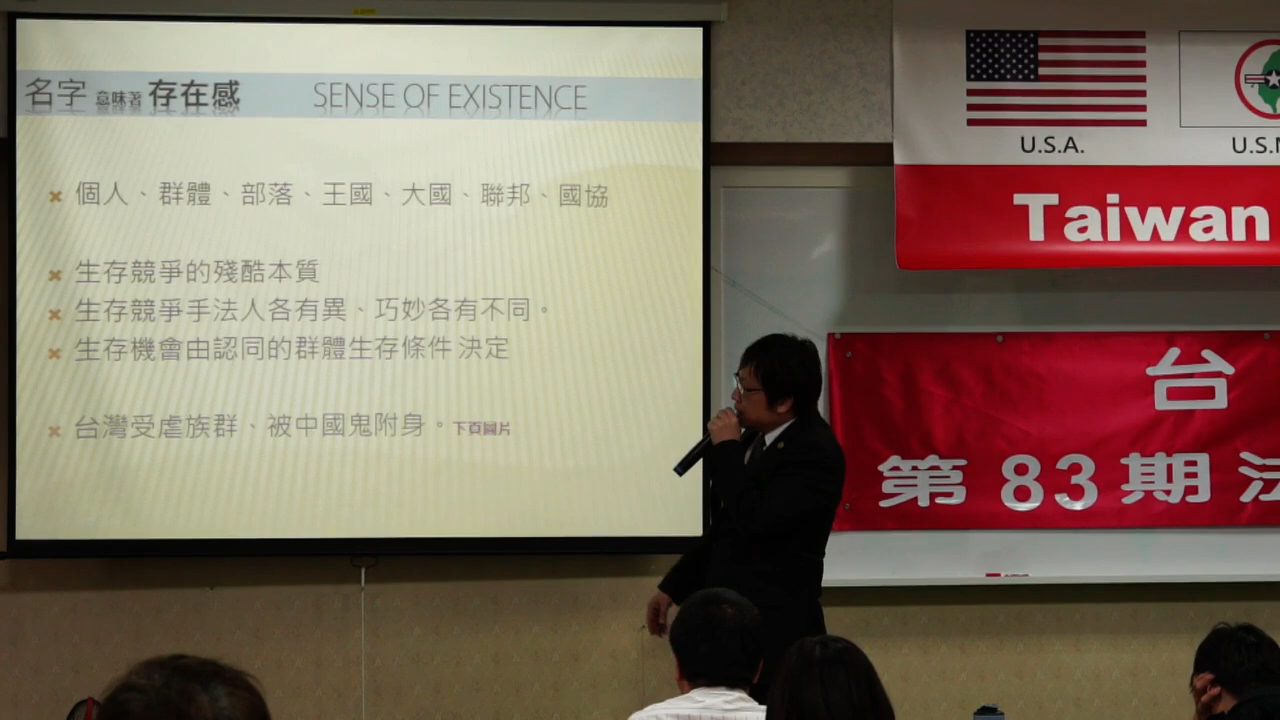 名字 意味著 存在感 SENSE OF EXISTENCE
個人、群體、部落、王國、大國、聯邦、國協
生存競爭的殘酷本質
生存競爭手法人各有異、巧妙各有不同。
生存機會由認同的群體生存條件 決定
台灣受虐族群、被中國鬼附身。下頁圖片
U.S.A.
U.S.
Taiwan
台
第 83 期 法